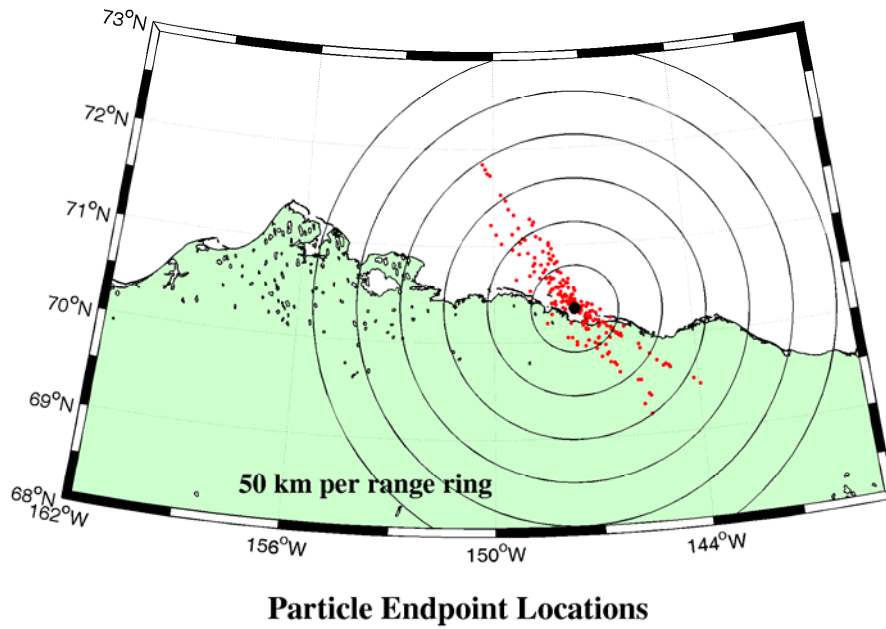 73°N
72°N
71°N
70°N
69°N
68°N
162°W
50 km per range ring
156°W
150°W
144°W
Particle Endpoint Locations